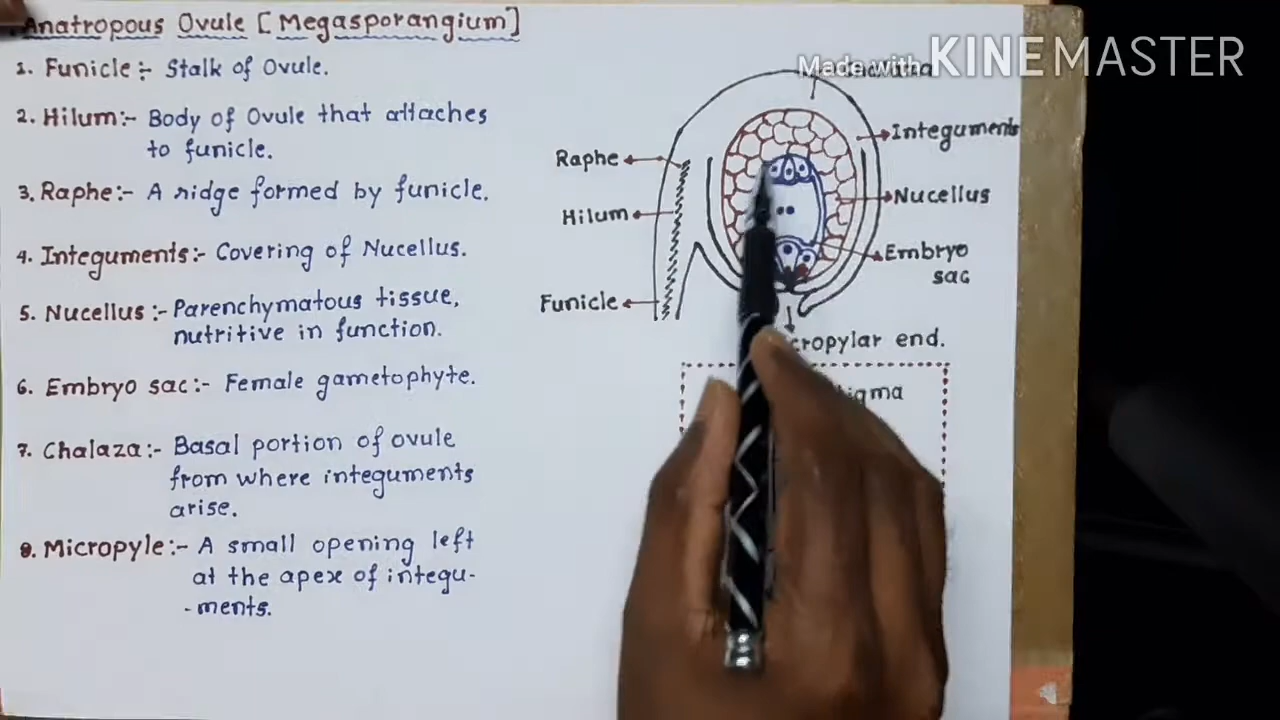 Anatropous Ovule [Megasporangium]
1. Funicle:- Stalk of Ovule.
2. Hilum:- Body of Ovule that attaches
to funicle.
3. Raphe:- A ridge formed by funicle.
4. Integuments:- Covering of Nucellus.
5. Nucellus:- Parenchymatous tissue,
nutritive in function.
6. Embryo sac:- Female gametophyte.
7. Chalaza:- Basal portion of ovule
from where integuments
arise.
8. Micropyle:- A small opening left
at the apex of integu-
-ments.
Made with KINEMASTER
Integuments
Raphe
Nucellus
Hilum
Embryo
sac
Funicle
cropylar end.